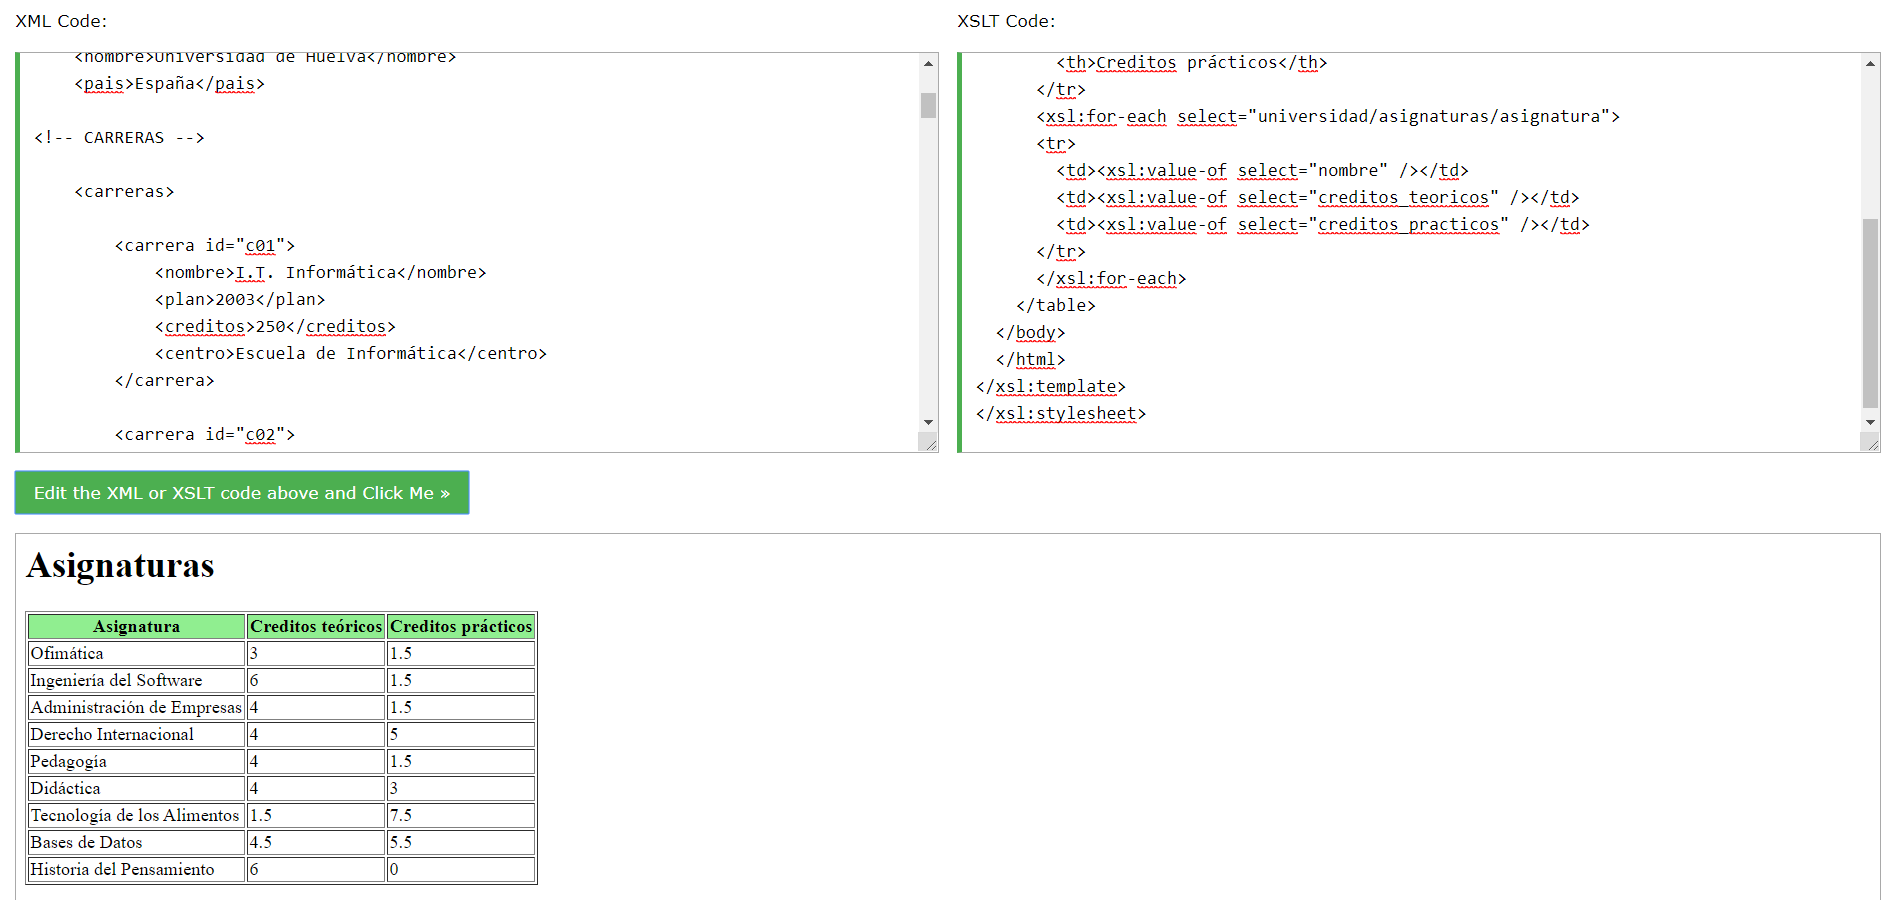 XML Code:
<nombre>Universidad de Huelva</nombre>
<pais>España</pais>
<!-- CARRERAS -->
<carreras>
<carrera id="c01">
<nombre>I.T. Informática</nombre>
<plan>2003</plan>
<creditos>250</creditos>
<centro>Escuela de Informática</centro>
</carrera>
<carrera id="c02">
XSLT Code:
<th>Creditos prácticos</th>
</tr>
<xsl:for-each select="universidad/asignaturas/asignatura">
<tr>
<td><xsl:value-of select="nombre" /></td>
<td><xsl:value-of select="creditos_teoricos" /></td>
<td><xsl:value-of select="creditos_practicos" /></td>
</tr>
</xsl:for-each>
</table>
</body>
</html>
</xsl:template>
</xsl:stylesheet>
Edit the XML or XSLT code above and Click Me »
Asignaturas
Asignatura Creditos teóricos Creditos prácticos
Ofimática 3 1.5
Ingeniería del Software 6 1.5
Administración de Empresas 4 1.5
Derecho Internacional 4 5
Pedagogía 4 1.5
Didáctica 4 3
Tecnología de los Alimentos 1.5 7.5
Bases de Datos 4.5 5.5
Historia del Pensamiento 6 0